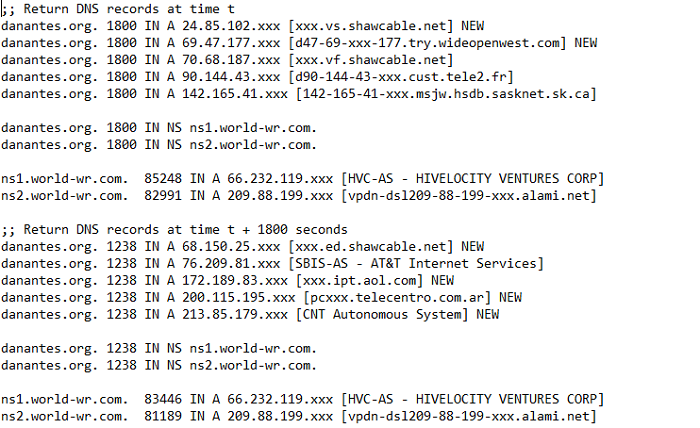 ;; Return DNS records at time t
danantes.org. 1800 IN A 24.85.102.xxx [xxx.vs.shawcable.net] NEW
danantes.org. 1800 IN A 69.47.177.xxx [d47-69-xxx-177.try.wideopenwest.com] NEW
danantes.org. 1800 IN A 70.68.187.xxx [xxx.vf.shawcable.net]
danantes.org. 1800 IN A 90.144.43.xxx [d90-144-43-xxx.cust.tele2.fr]
danantes.org. 1800 IN A 142.165.41.xxx [142-165-41-xxx.msjw.hsdb.sasknet.sk.ca]
danantes.org. 1800 IN NS ns1.world-wr.com.
danantes.org. 1800 IN NS ns2.world-wr.com.
ns1.world-wr.com.  85248 IN A 66.232.119.xxx [HVC-AS - HIVELOCITY VENTURES CORP]
ns2.world-wr.com.  82991 IN A 209.88.199.xxx [vpdn-dsl209-88-199-xxx.alami.net]
;; Return DNS records at time t + 1800 seconds
danantes.org. 1238 IN A 68.150.25.xxx [xxx.ed.shawcable.net] NEW
danantes.org. 1238 IN A 76.209.81.xxx [SBIS-AS - AT&T Internet Services]
danantes.org. 1238 IN A 172.189.83.xxx [xxx.ipt.aol.com] NEW
danantes.org. 1238 IN A 200.115.195.xxx [pcxxx.telecentro.com.ar] NEW
danantes.org. 1238 IN A 213.85.179.xxx [CNT Autonomous System] NEW
danantes.org. 1238 IN NS ns1.world-wr.com.
danantes.org. 1238 IN NS ns2.world-wr.com.
ns1.world-wr.com.  83446 IN A 66.232.119.xxx [HVC-AS - HIVELOCITY VENTURES CORP]
ns2.world-wr.com.  81189 IN A 209.88.199.xxx [vpdn-dsl209-88-199-xxx.alami.net]